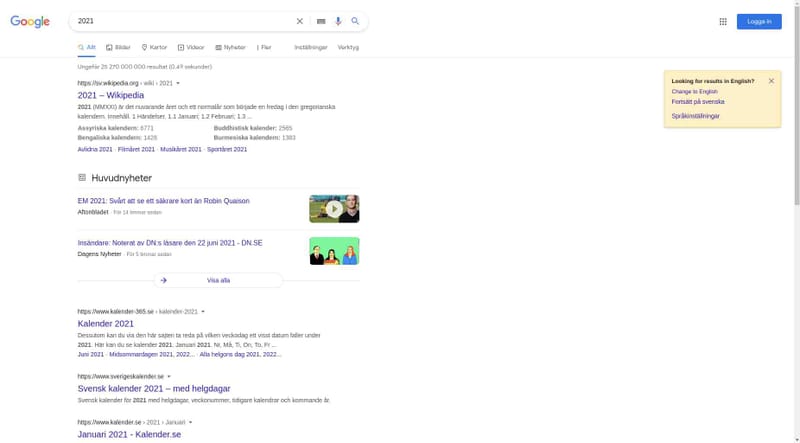 Google
2021
Logga in
Allt
Bilder
Kartor
Videor
Nyheter
Fler
Inställningar
Verktyg
Ungefär 25 270 000 000 resultat (0,49 sekunder)
https://sv.wikipedia.org › wiki › 2021
2021 – Wikipedia
2021 (MMXXI) är det nuvarande året och ett normalår som började en fredag i den gregorianska
kalendern. Innehåll. 1 Händelser. 1.1 Januari; 1.2 Februari; 1.3 ...
Assyriska kalendern: 6771
Buddhistisk kalender: 2565
Bengaliska kalendern: 1428
Burmesiska kalendern: 1383
Avlidna 2021 · Filmåret 2021 · Musikåret 2021 · Sportåret 2021
Huvudnyheter
EM 2021: Svårt att se ett säkrare kort än Robin Quaison
Aftonbladet · För 14 timmar sedan
Insändare: Noterat av DN:s läsare den 22 juni 2021 - DN.SE
Dagens Nyheter · För 5 timmar sedan
Visa alla
https://www.kalender-365.se › kalender-2021
Kalender 2021
Dessutom kan du via den här sajten ta reda på vilken veckodag ett visst datum faller under
2021. Här kan du se kalender 2021. Januari 2021. Nr, Må, Ti, On, To, Fr ...
Juni 2021 · Midsommardagen 2021, 2022... · Alla helgons dag 2021, 2022...
https://www.sverigeskalender.se
Svensk kalender 2021 – med helgdagar
Svensk kalender för 2021 med helgdagar, veckonummer, tidigare kalendrar och kommande år.
https://www.kalender.se › 2021 › Januari
Januari 2021 - Kalender.se
Looking for results in English?
Change to English
Fortsätt på svenska
Språkinställningar